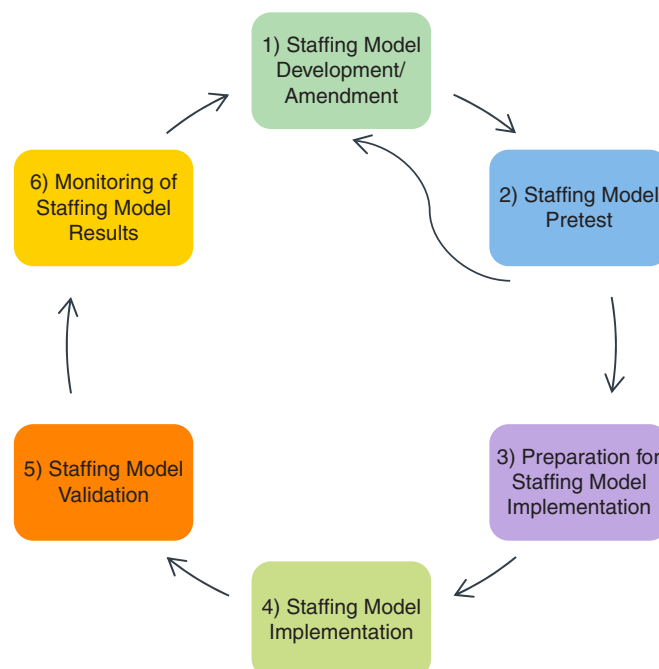 1) Staffing Model
Development/
Amendment
2) Staffing Model
Pretest
3) Preparation for
Staffing Model
Implementation
4) Staffing Model
Implementation
5) Staffing Model
Validation
6) Monitoring of
Staffing Model
Results